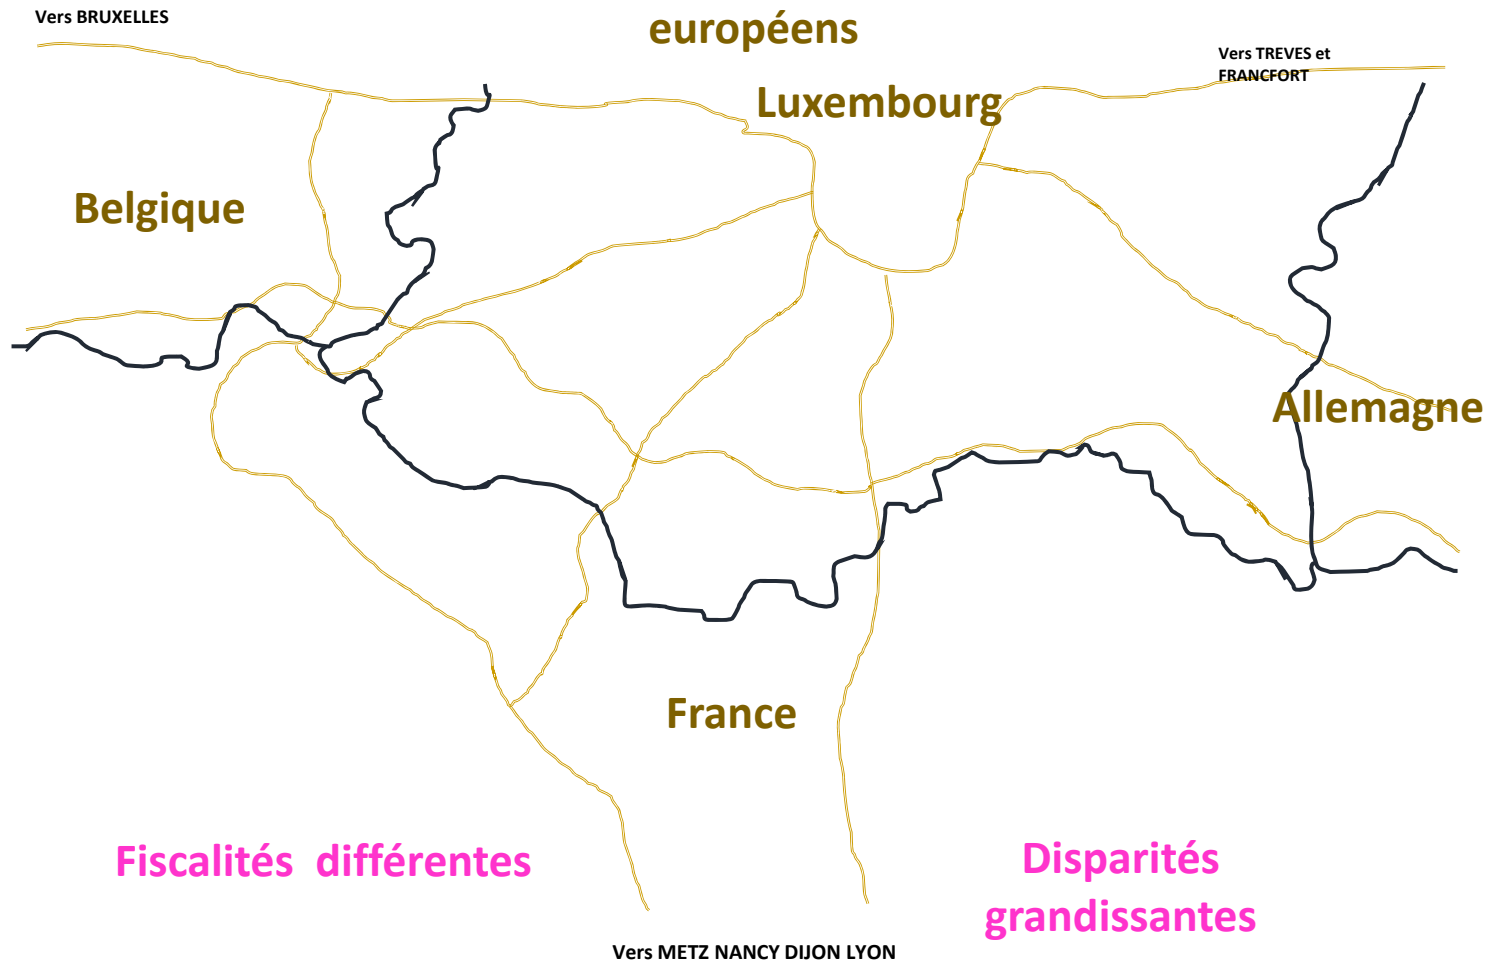 Vers BRUXELLES
européens
Vers TREVES et
FRANCFORT
Luxembourg
Belgique
Allemagne
France
Fiscalités différentes
Disparités
grandissantes
Vers METZ NANCY DIJON LYON